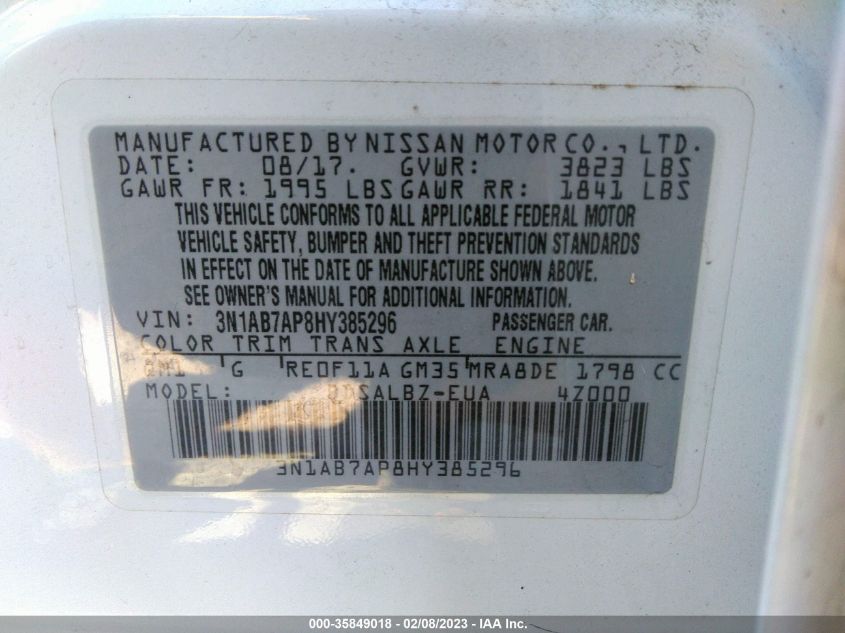 MANUFACTURED BY NISSAN MOTOR CO., LTD.
DATE: 08/17. GVWR: 3823 LBS
GAWR FR: 1995 LBS GAWR RR: 1841 LBS
THIS VEHICLE CONFORMS TO ALL APPLICABLE FEDERAL MOTOR
VEHICLE SAFETY, BUMPER AND THEFT PREVENTION STANDARDS
IN EFFECT ON THE DATE OF MANUFACTURE SHOWN ABOVE.
SEE OWNER'S MANUAL FOR ADDITIONAL INFORMATION.
VIN: 3N1AB7AP8HY385296 PASSENGER CAR.
COLOR TRIM TRANS AXLE ENGINE
G RE0F11A GM35 MRA8DE 1798 CC
MODEL: 4Z000
3N1AB7AP8HY385296
000-35849018 - 02/08/2023 - IAA Inc.